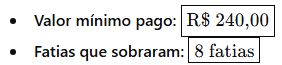 • Valor mínimo pago: R$ 240,00
• Fatias que sobraram: 8 fatias